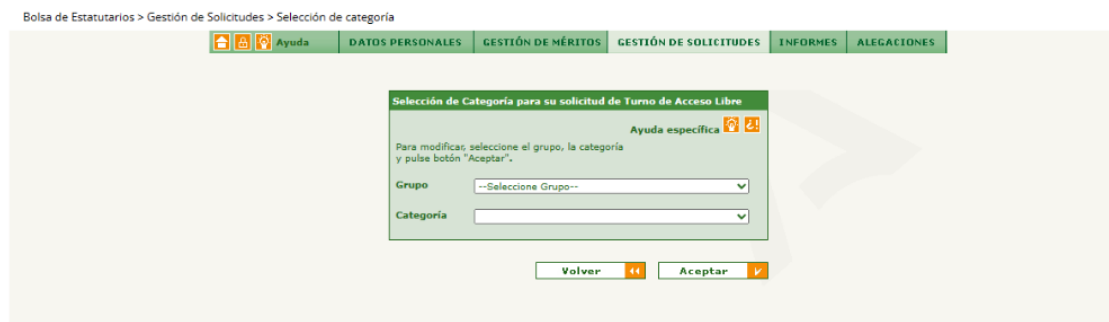 Bolsa de Estatutarios > Gestión de Solicitudes > Selección de categoría
Ayuda DATOS PERSONALES GESTIÓN DE MÉRITOS GESTIÓN DE SOLICITUDES INFORMES ALEGACIONES
Selección de Categoría para su solicitud de Turno de Acceso Libre
Ayuda específica
Para modificar, seleccione el grupo, la categoría
y pulse botón "Aceptar".
Grupo --Seleccione Grupo--
Categoría
Volver Aceptar